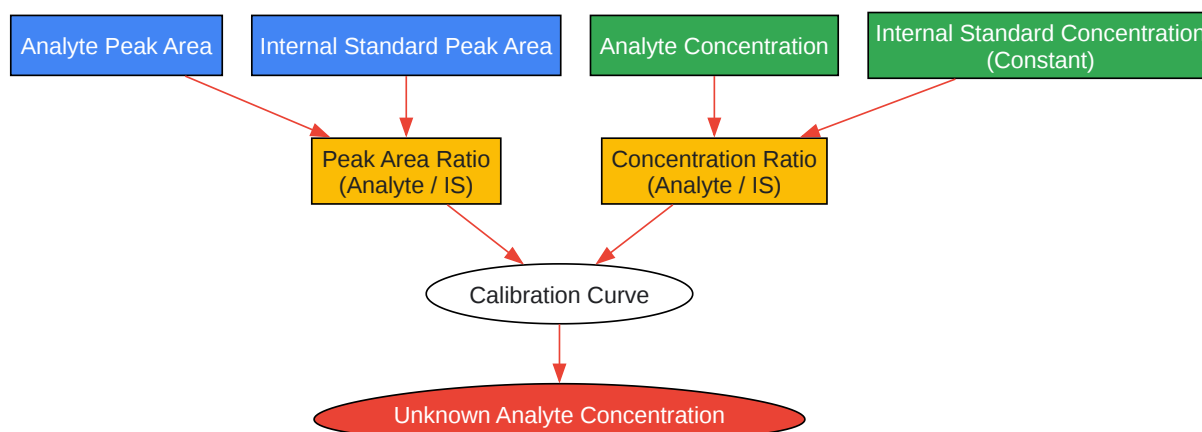 Analyte Peak Area
Internal Standard Peak Area
Analyte Concentration
Internal Standard Concentration
(Constant)
Peak Area Ratio
(Analyte / IS)
Concentration Ratio
(Analyte / IS)
Calibration Curve
Unknown Analyte Concentration